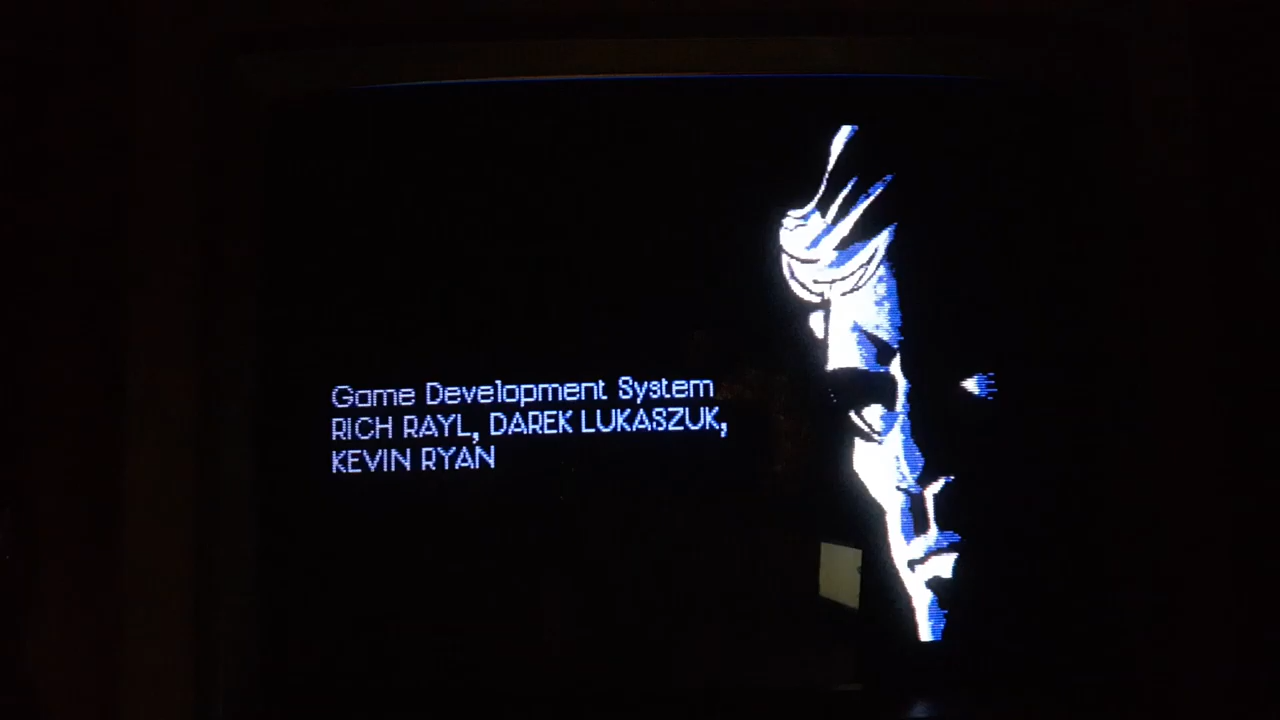 Game Development System
RICH RAYL, DAREK LUKASZUK,
KEVIN RYAN